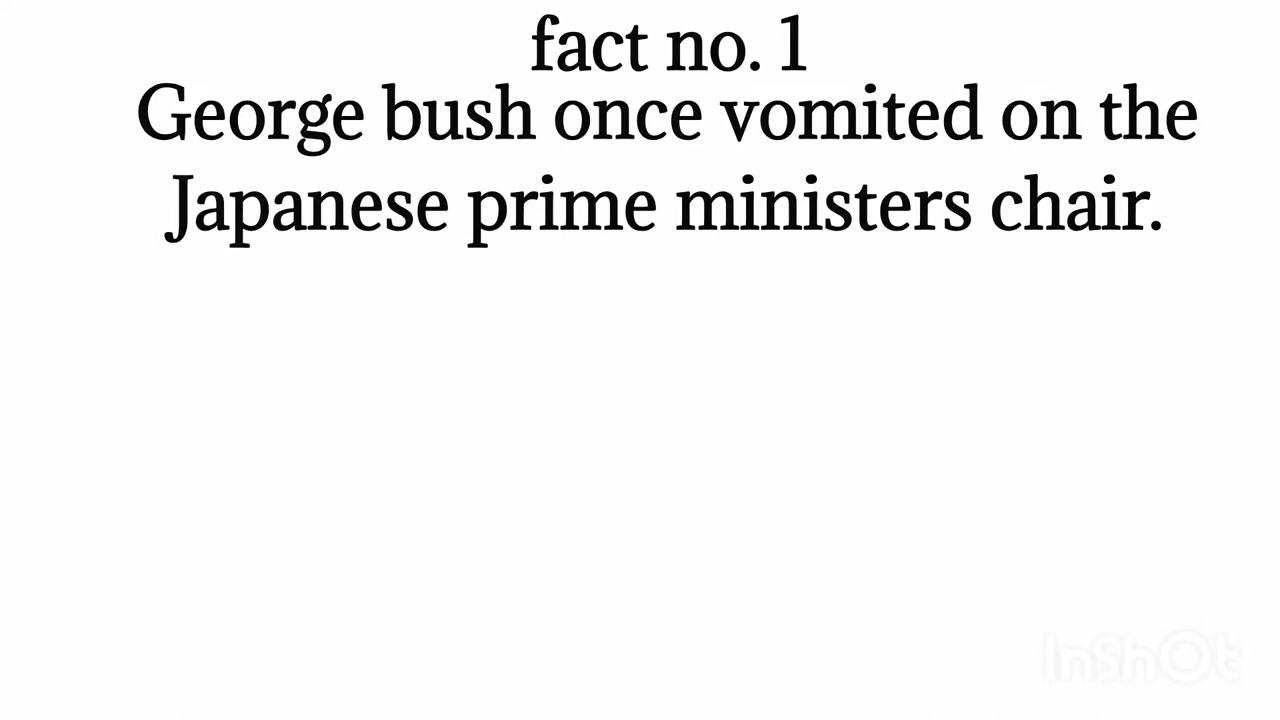 fact no. 1
George bush once vomited on the
Japanese prime ministers chair.
InShOt